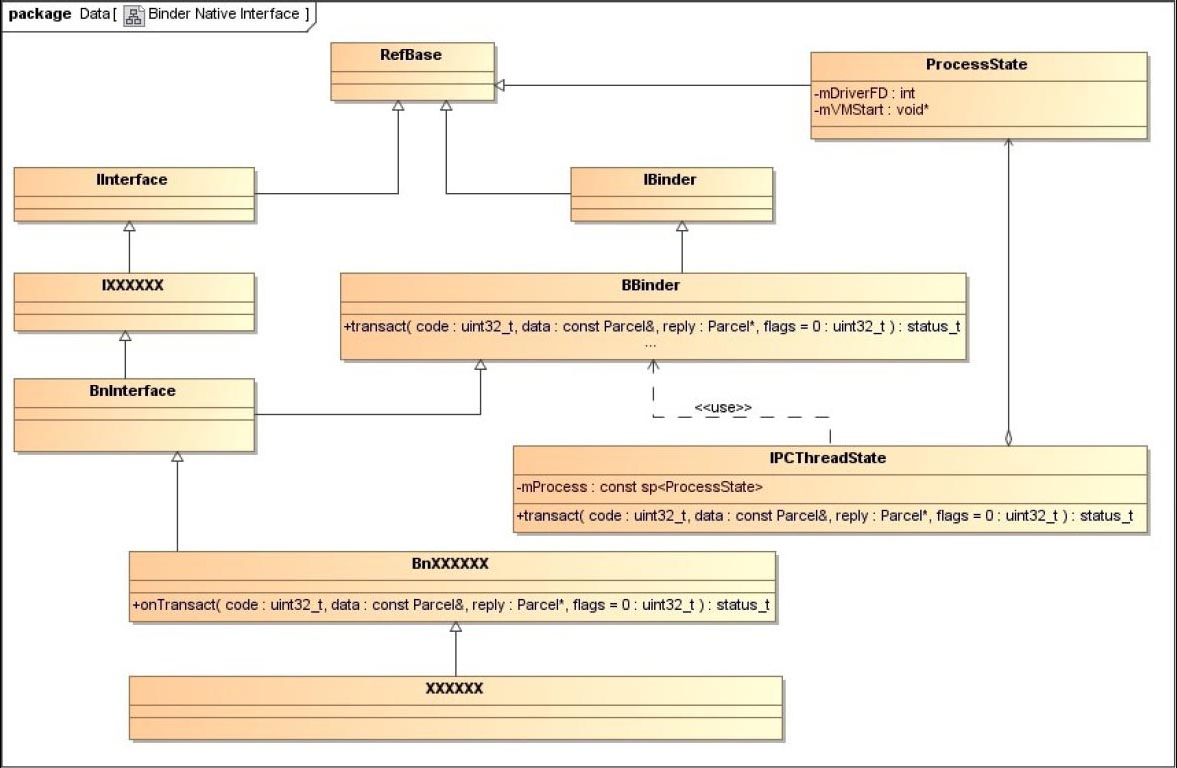 package Data[ Binder Native Interface ]
RefBase
ProcessState
-mDriverFD : int
-mVMStart : void*
IInterface
IBinder
IXXXXXX
BBinder
+transact( code : uint32_t, data : const Parcel&, reply : Parcel*, flags = 0 : uint32_t ) : status_t
...
BnInterface
<<use>>
IPCThreadState
-mProcess : const sp<ProcessState>
+transact( code : uint32_t, data : const Parcel&, reply : Parcel*, flags = 0 : uint32_t ) : status_t
BnXXXXXX
+onTransact( code : uint32_t, data : const Parcel&, reply : Parcel*, flags = 0 : uint32_t ) : status_t
XXXXXX